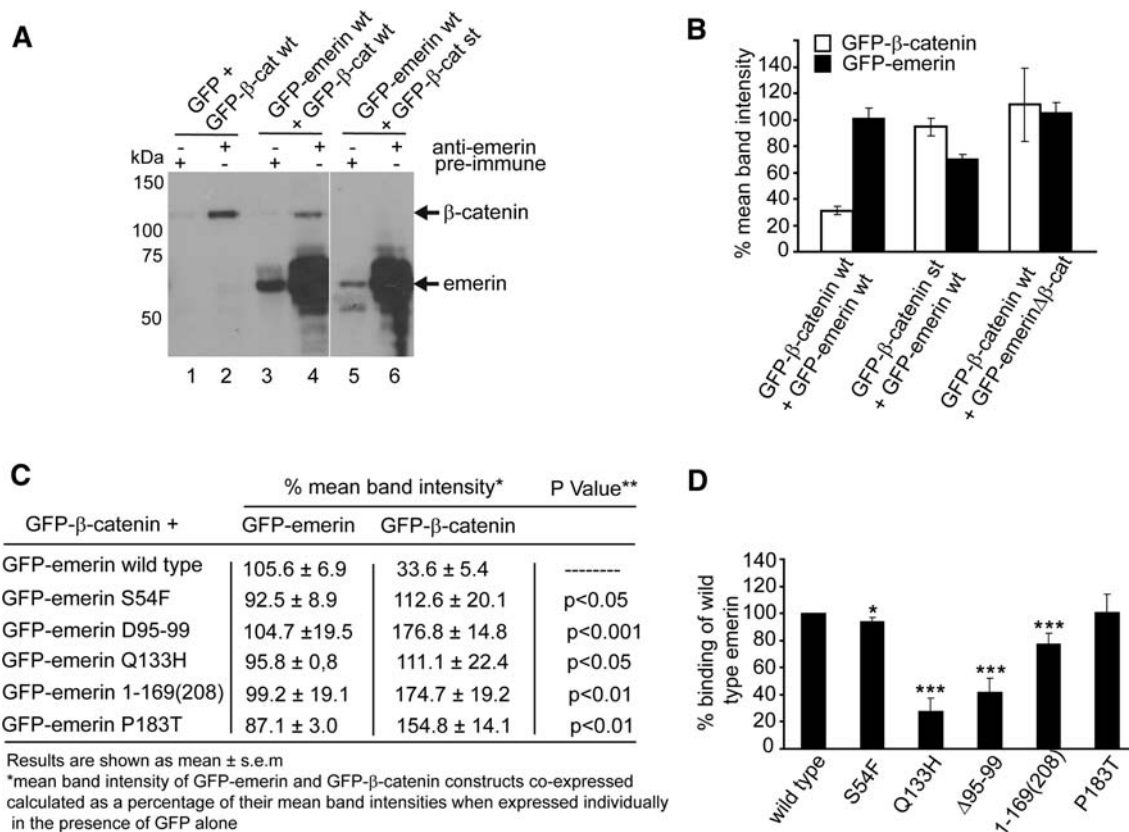 A
GFP +
GFP-β-cat wt
GFP-emerin wt
+ GFP-β-cat wt
GFP-emerin wt
+ GFP-β-cat st
- + - + - + anti-emerin
+ - + - + - pre-immune
kDa
150
100
75
50
β-catenin
emerin
1 2 3 4 5 6
B
GFP-β-catenin
GFP-emerin
% mean band intensity
140
120
100
80
60
40
20
0
GFP-β-catenin wt
+ GFP-emerin wt
GFP-β-catenin st
+ GFP-emerin wt
GFP-β-catenin wt
+ GFP-emerinΔβ-cat
C
% mean band intensity* P Value**
GFP-β-catenin + GFP-emerin GFP-β-catenin
GFP-emerin wild type 105.6 ± 6.9 33.6 ± 5.4 --------
GFP-emerin S54F 92.5 ± 8.9 112.6 ± 20.1 p<0.05
GFP-emerin D95-99 104.7 ±19.5 176.8 ± 14.8 p<0.001
GFP-emerin Q133H 95.8 ± 0,8 111.1 ± 22.4 p<0.05
GFP-emerin 1-169(208) 99.2 ± 19.1 174.7 ± 19.2 p<0.01
GFP-emerin P183T 87.1 ± 3.0 154.8 ± 14.1 p<0.01
Results are shown as mean ± s.e.m
*mean band intensity of GFP-emerin and GFP-β-catenin constructs co-expressed
calculated as a percentage of their mean band intensities when expressed individually
in the presence of GFP alone
D
% binding of wild
type emerin
140
120
100
80
60
40
20
0
* *** *** ***
wild type
S54F
Q133H
Δ95-99
1-169(208)
P183T